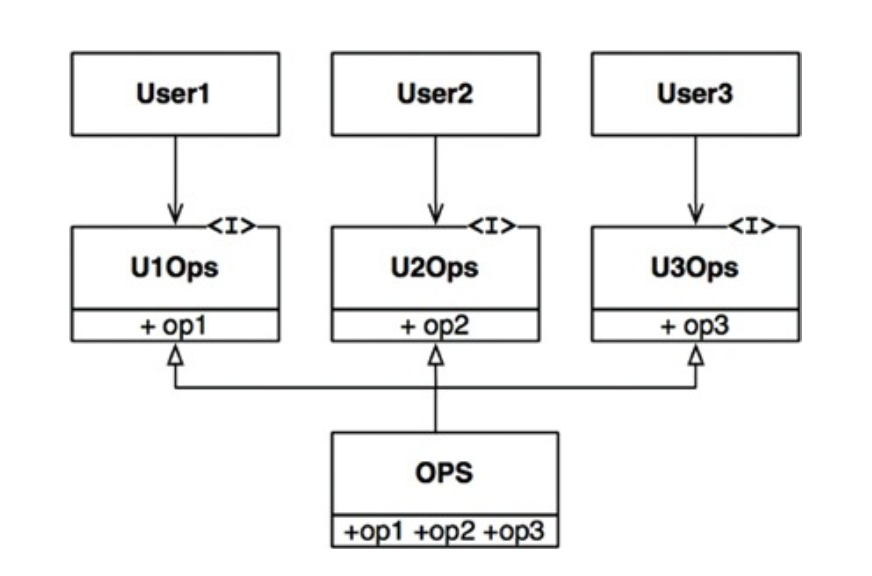 User1
User2
User3
<I>
<I>
<I>
U1Ops
U2Ops
U3Ops
+ op1
+ op2
+ op3
OPS
+op1 +op2 +op3